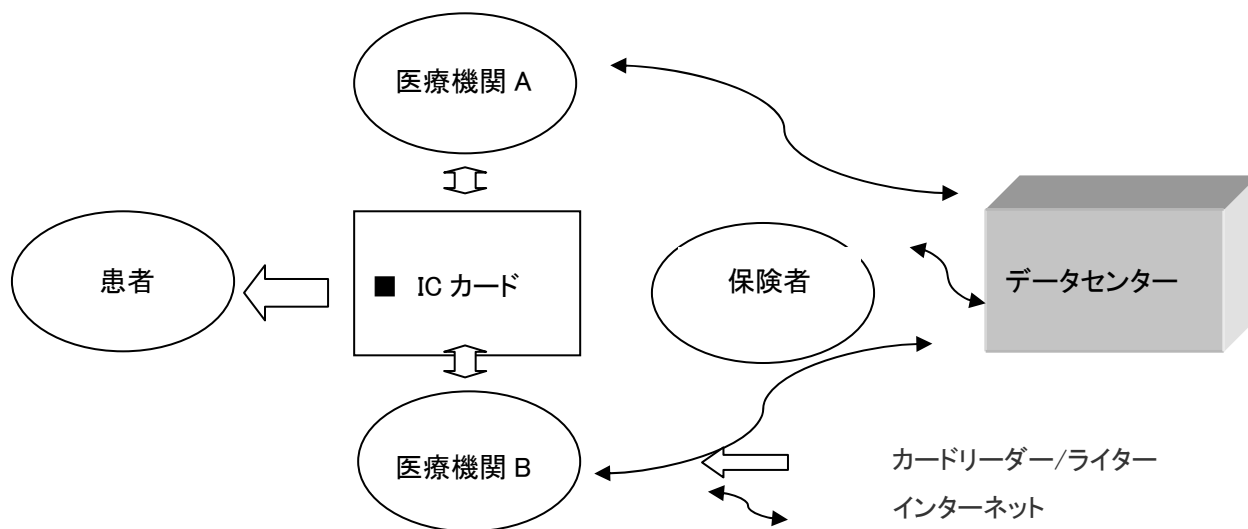 医療機関 A
患者
■ IC カード
保険者
データセンター
医療機関 B
カードリーダー/ライター
インターネット